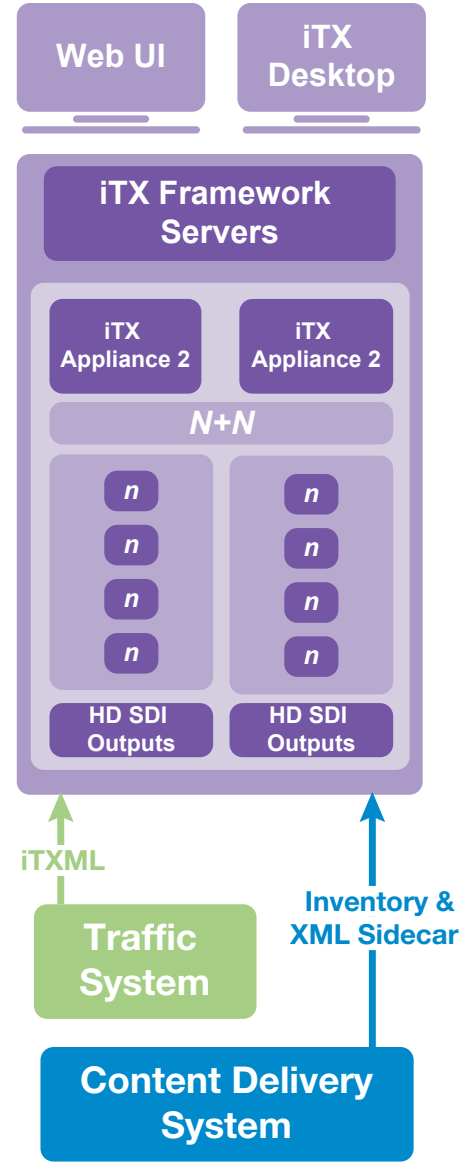 Web UI
iTX
Desktop
iTX Framework
Servers
iTX
Appliance 2
iTX
Appliance 2
N+N
n
n
n
n
n
n
n
n
HD SDI
Outputs
HD SDI
Outputs
iTXML
Inventory &
XML Sidecar
Traffic
System
Content Delivery
System